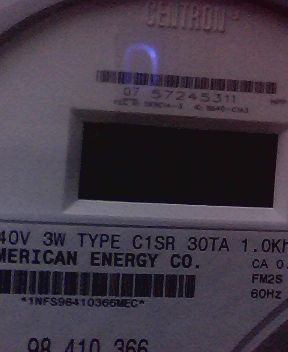 CENTRON®
07 57245311
40V 3W TYPE C1SR 30TA 1.0Kh
MERICAN ENERGY CO.
CA 0.
FM2S
60Hz
*1NFS98410366MEC*
98 410 366